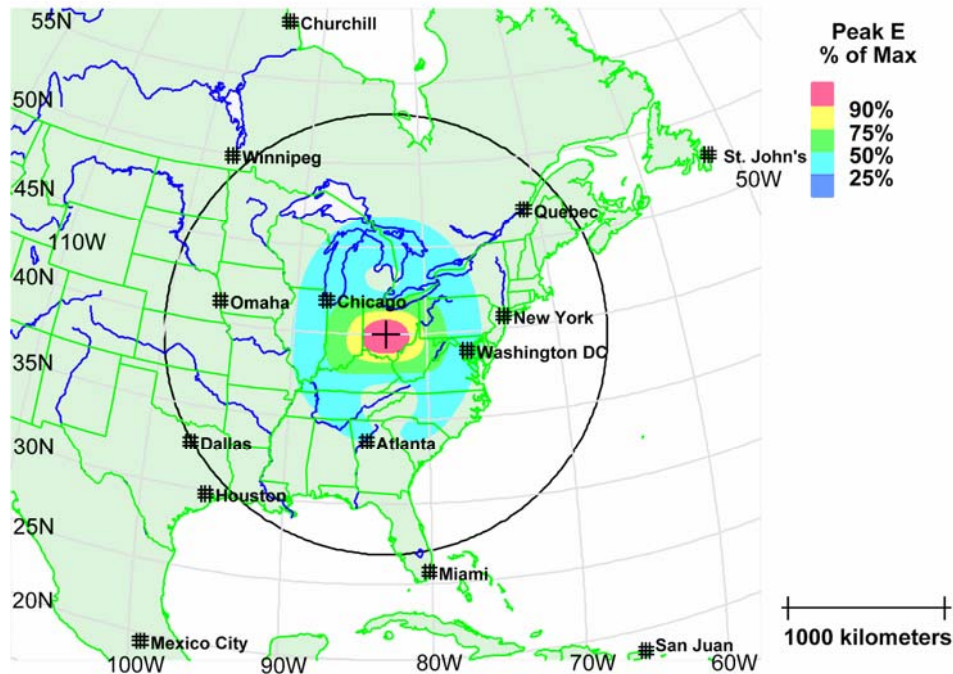 55N
Churchill
Peak E
% of Max
50N
90%
75%
50%
25%
Winnipeg
St. John's
50W
45N
Quebec
110W
40N
Omaha
Chicago
New York
Washington DC
35N
30N
Dallas
Atlanta
Houston
25N
Miami
20N
Mexico City
San Juan
1000 kilometers
100W
90W
80W
70W
60W